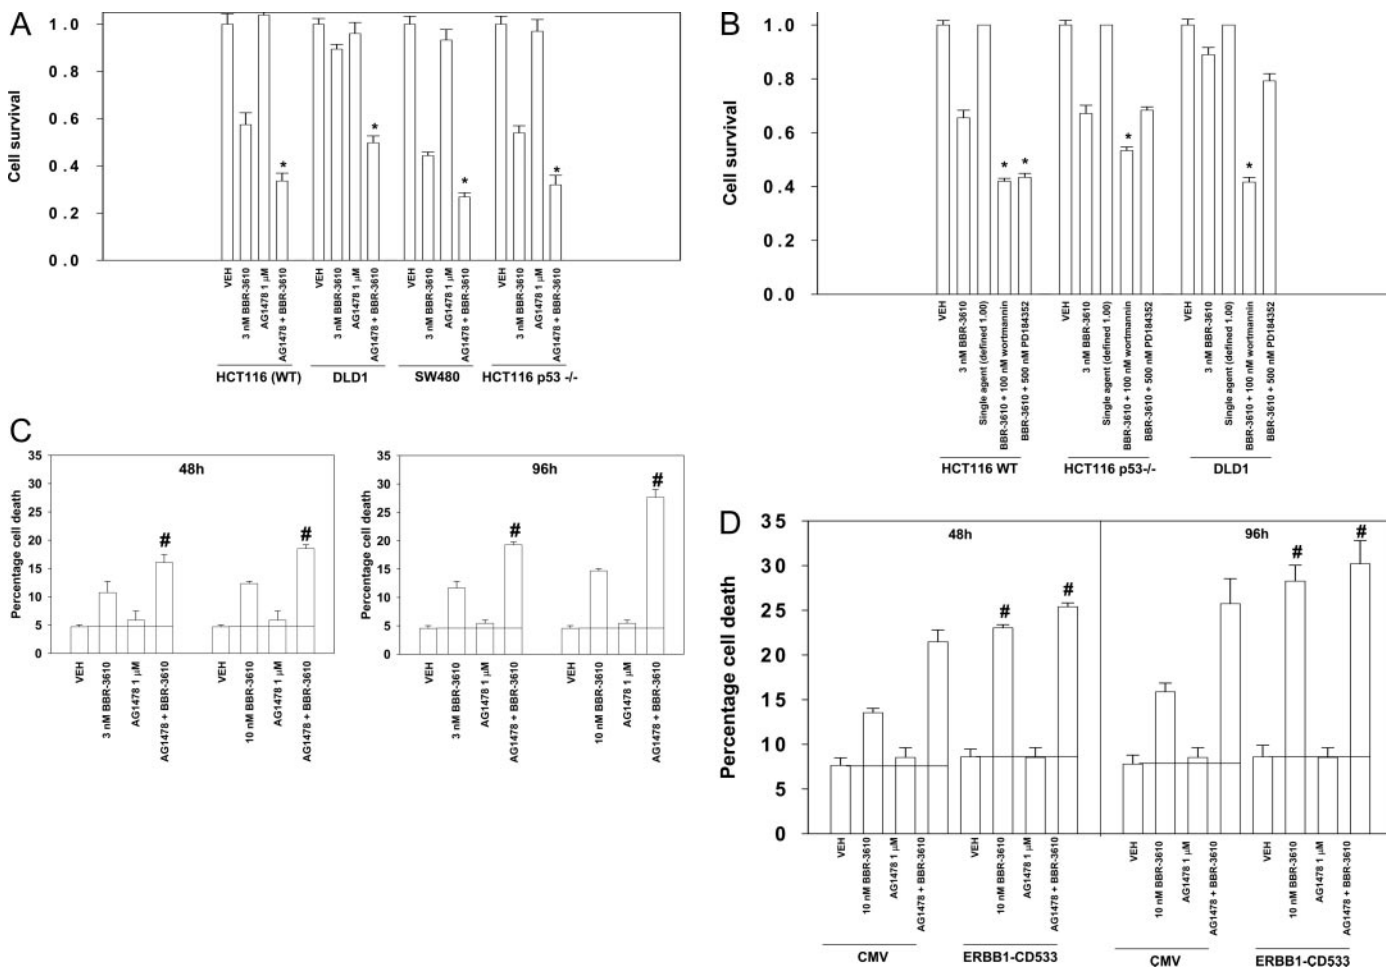 A
Cell survival
1.0
0.8
0.6
0.4
0.2
0.0
*
*
*
*
VEH
3 nM BBR-3610
AG1478 1 µM
AG1478 + BBR-3610
VEH
3 nM BBR-3610
AG1478 1 µM
AG1478 + BBR-3610
VEH
3 nM BBR-3610
AG1478 1 µM
AG1478 + BBR-3610
VEH
3 nM BBR-3610
AG1478 1 µM
AG1478 + BBR-3610
HCT116 (WT)
DLD1
SW480
HCT116 p53 -/-
B
Cell survival
1.0
0.8
0.6
0.4
0.2
0.0
*
*
*
*
VEH
3 nM BBR-3610
Single agent (defined 1.00)
BBR-3610 + 100 nM wortmannin
BBR-3610 + 500 nM PD184352
VEH
3 nM BBR-3610
Single agent (defined 1.00)
BBR-3610 + 100 nM wortmannin
BBR-3610 + 500 nM PD184352
VEH
3 nM BBR-3610
Single agent (defined 1.00)
BBR-3610 + 100 nM wortmannin
BBR-3610 + 500 nM PD184352
HCT116 WT
HCT116 p53-/-
DLD1
C
Percentage cell death
35
30
25
20
15
10
5
0
48h
#
#
VEH
3 nM BBR-3610
AG1478 1 µM
AG1478 + BBR-3610
VEH
10 nM BBR-3610
AG1478 1 µM
AG1478 + BBR-3610
Percentage cell death
35
30
25
20
15
10
5
0
96h
#
#
VEH
3 nM BBR-3610
AG1478 1 µM
AG1478 + BBR-3610
VEH
10 nM BBR-3610
AG1478 1 µM
AG1478 + BBR-3610
D
Percentage cell death
35
30
25
20
15
10
5
0
48h
96h
#
#
#
#
VEH
10 nM BBR-3610
AG1478 1 µM
AG1478 + BBR-3610
VEH
10 nM BBR-3610
AG1478 1 µM
AG1478 + BBR-3610
VEH
10 nM BBR-3610
AG1478 1 µM
AG1478 + BBR-3610
VEH
10 nM BBR-3610
AG1478 1 µM
AG1478 + BBR-3610
CMV
ERBB1-CD533
CMV
ERBB1-CD533